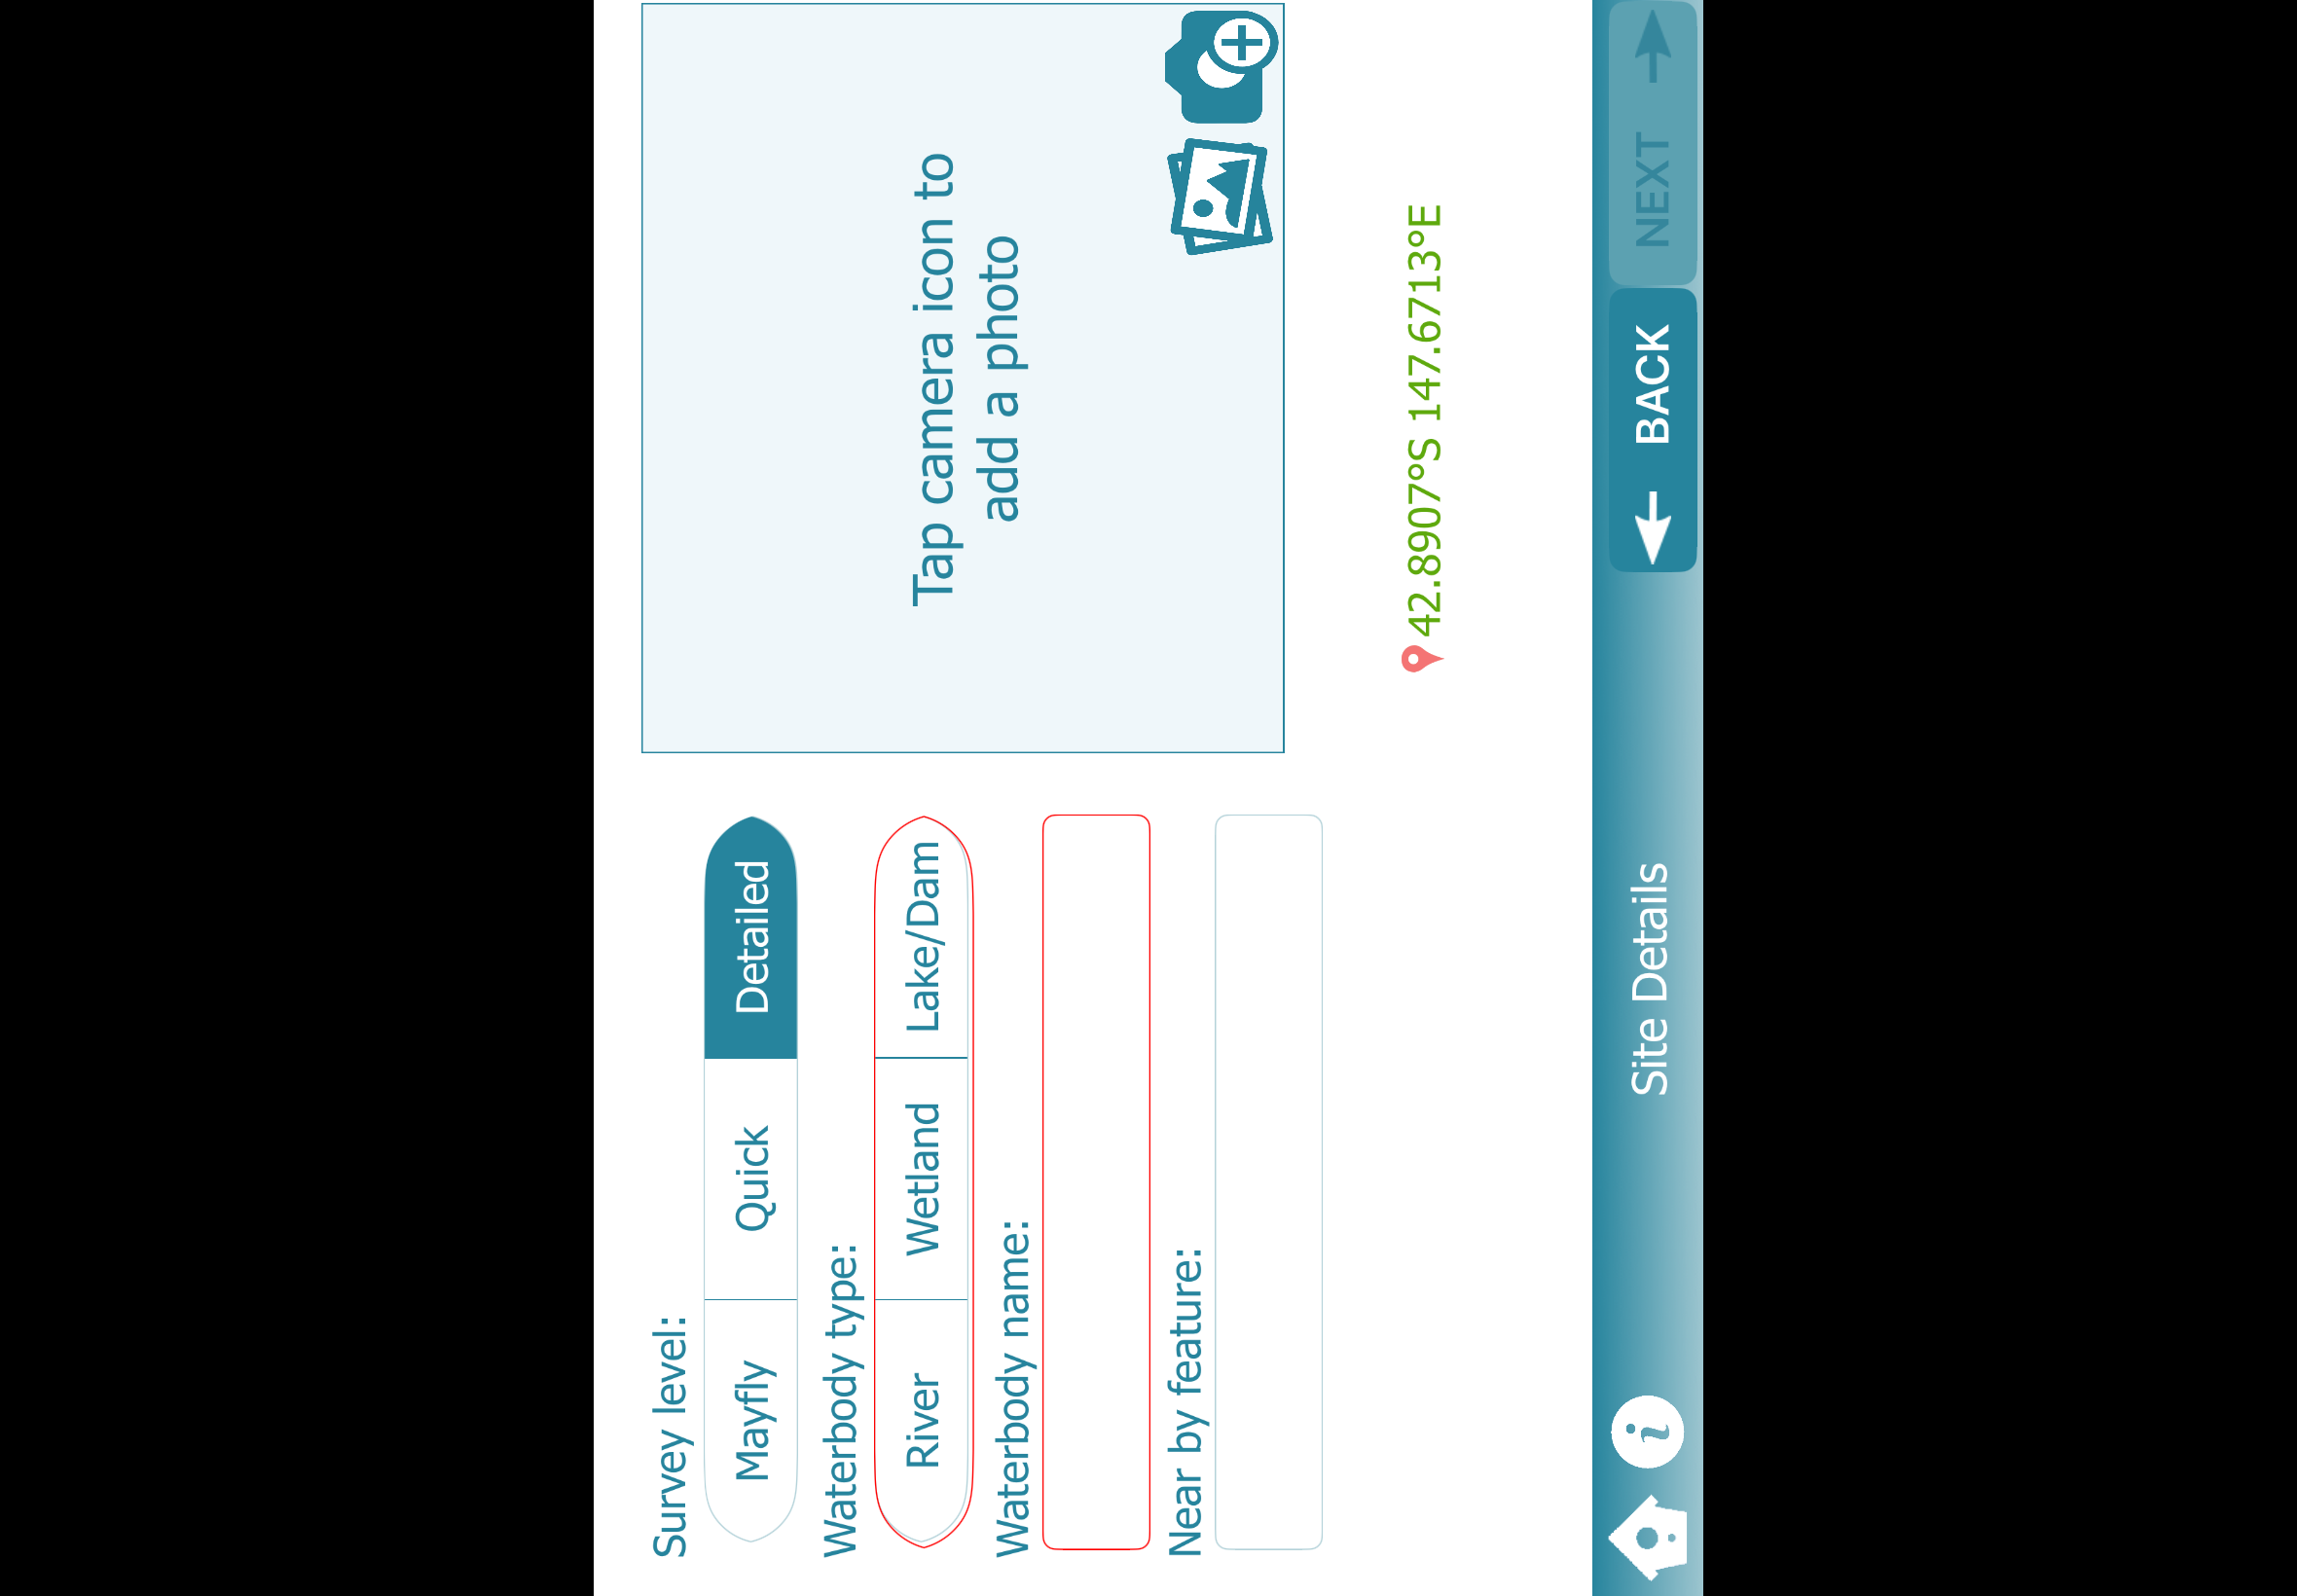 Survey level:
Mayfly Quick Detailed
Waterbody type:
River Wetland Lake/Dam
Waterbody name:
Near by feature:
Tap camera icon to
add a photo
42.8907°S 147.6713°E
Site Details
BACK
NEXT